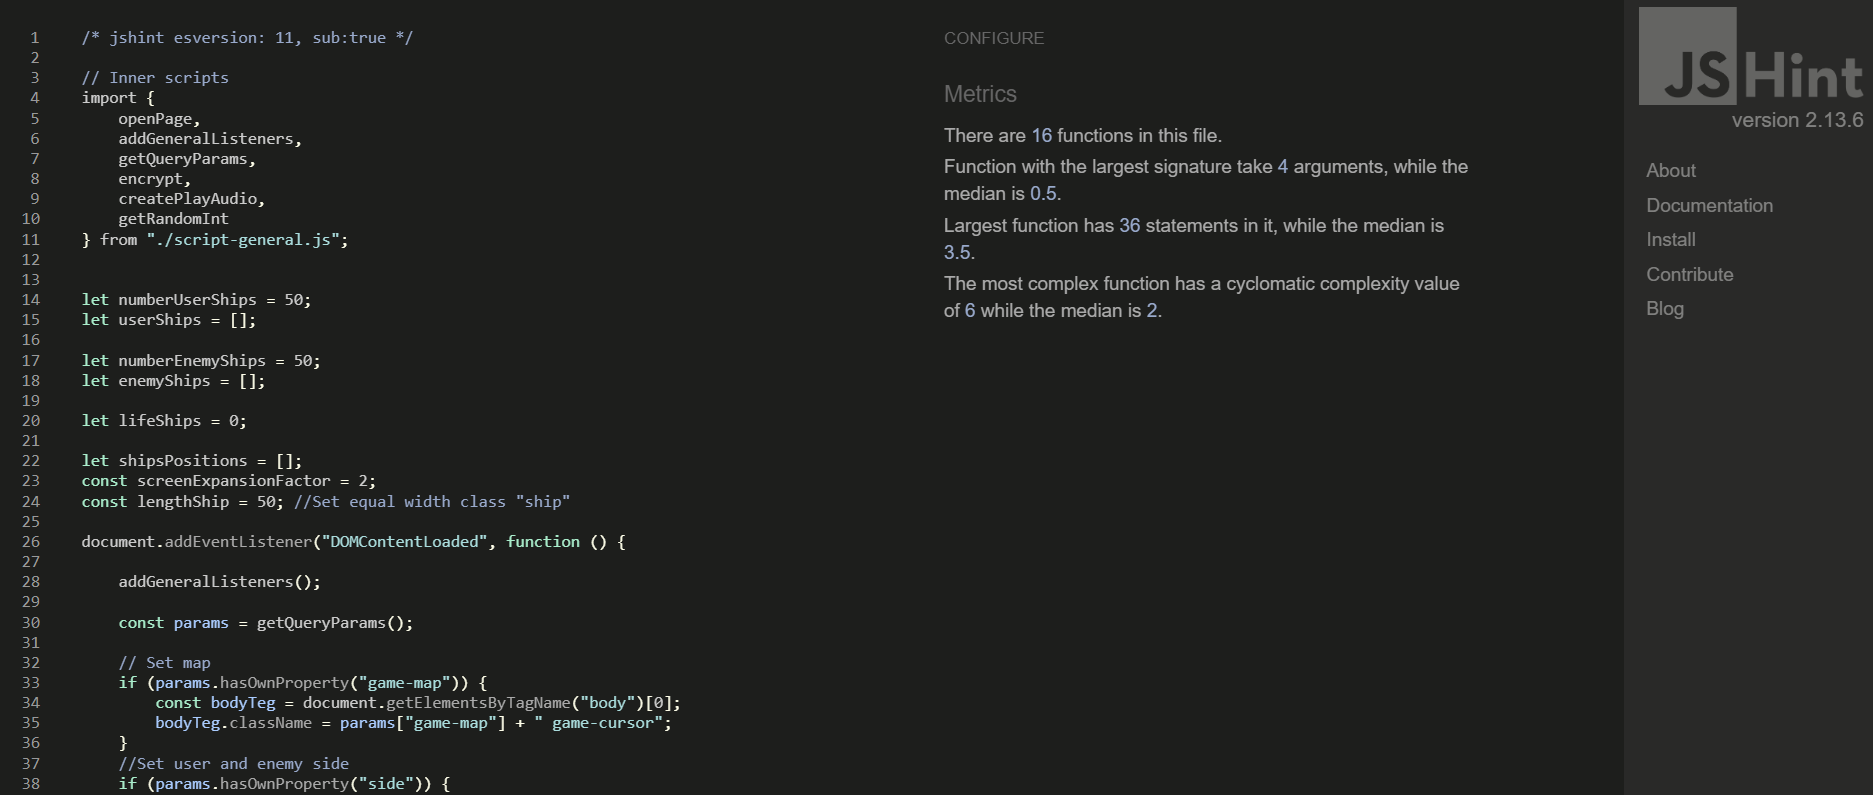 1 /* jshint esversion: 11, sub:true */
2
3 // Inner scripts
4 import {
5 openPage,
6 addGeneralListeners,
7 getQueryParams,
8 encrypt,
9 createPlayAudio,
10 getRandomInt
11 } from "./script-general.js";
12
13
14 let numberUserShips = 50;
15 let userShips = [];
16
17 let numberEnemyShips = 50;
18 let enemyShips = [];
19
20 let lifeShips = 0;
21
22 let shipsPositions = [];
23 const screenExpansionFactor = 2;
24 const lengthShip = 50; //Set equal width class "ship"
25
26 document.addEventListener("DOMContentLoaded", function () {
27
28 addGeneralListeners();
29
30 const params = getQueryParams();
31
32 // Set map
33 if (params.hasOwnProperty("game-map")) {
34 const bodyTeg = document.getElementsByTagName("body")[0];
35 bodyTeg.className = params["game-map"] + " game-cursor";
36 }
37 //Set user and enemy side
38 if (params.hasOwnProperty("side")) {
CONFIGURE
Metrics
There are 16 functions in this file.
Function with the largest signature take 4 arguments, while the
median is 0.5.
Largest function has 36 statements in it, while the median is
3.5.
The most complex function has a cyclomatic complexity value
of 6 while the median is 2.
JSHint
version 2.13.6
About
Documentation
Install
Contribute
Blog